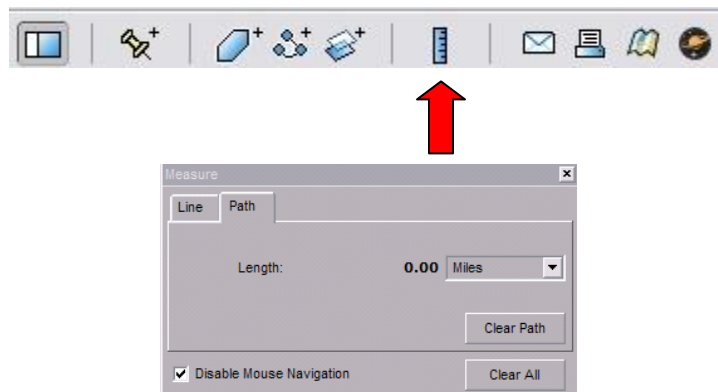 Measure
Line Path
Length: 0.00 Miles
Clear Path
Disable Mouse Navigation Clear All